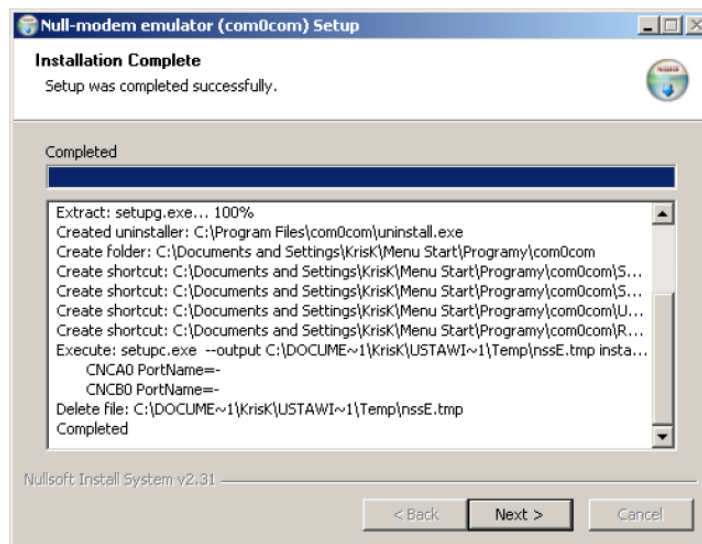 Null-modem emulator (com0com) Setup
Installation Complete
Setup was completed successfully.
Completed
Extract: setupg.exe... 100%
Created uninstaller: C:\Program Files\com0com\uninstall.exe
Create folder: C:\Documents and Settings\KrisK\Menu Start\Programy\com0com
Create shortcut: C:\Documents and Settings\KrisK\Menu Start\Programy\com0com\S...
Create shortcut: C:\Documents and Settings\KrisK\Menu Start\Programy\com0com\S...
Create shortcut: C:\Documents and Settings\KrisK\Menu Start\Programy\com0com\U...
Create shortcut: C:\Documents and Settings\KrisK\Menu Start\Programy\com0com\R...
Execute: setupc.exe  --output C:\DOCUME~1\KrisK\USTAWI~1\Temp\nssE.tmp insta...
CNCA0 PortName=-
CNCB0 PortName=-
Delete file: C:\DOCUME~1\KrisK\USTAWI~1\Temp\nssE.tmp
Completed
Nullsoft Install System v2.31
< Back
Next >
Cancel